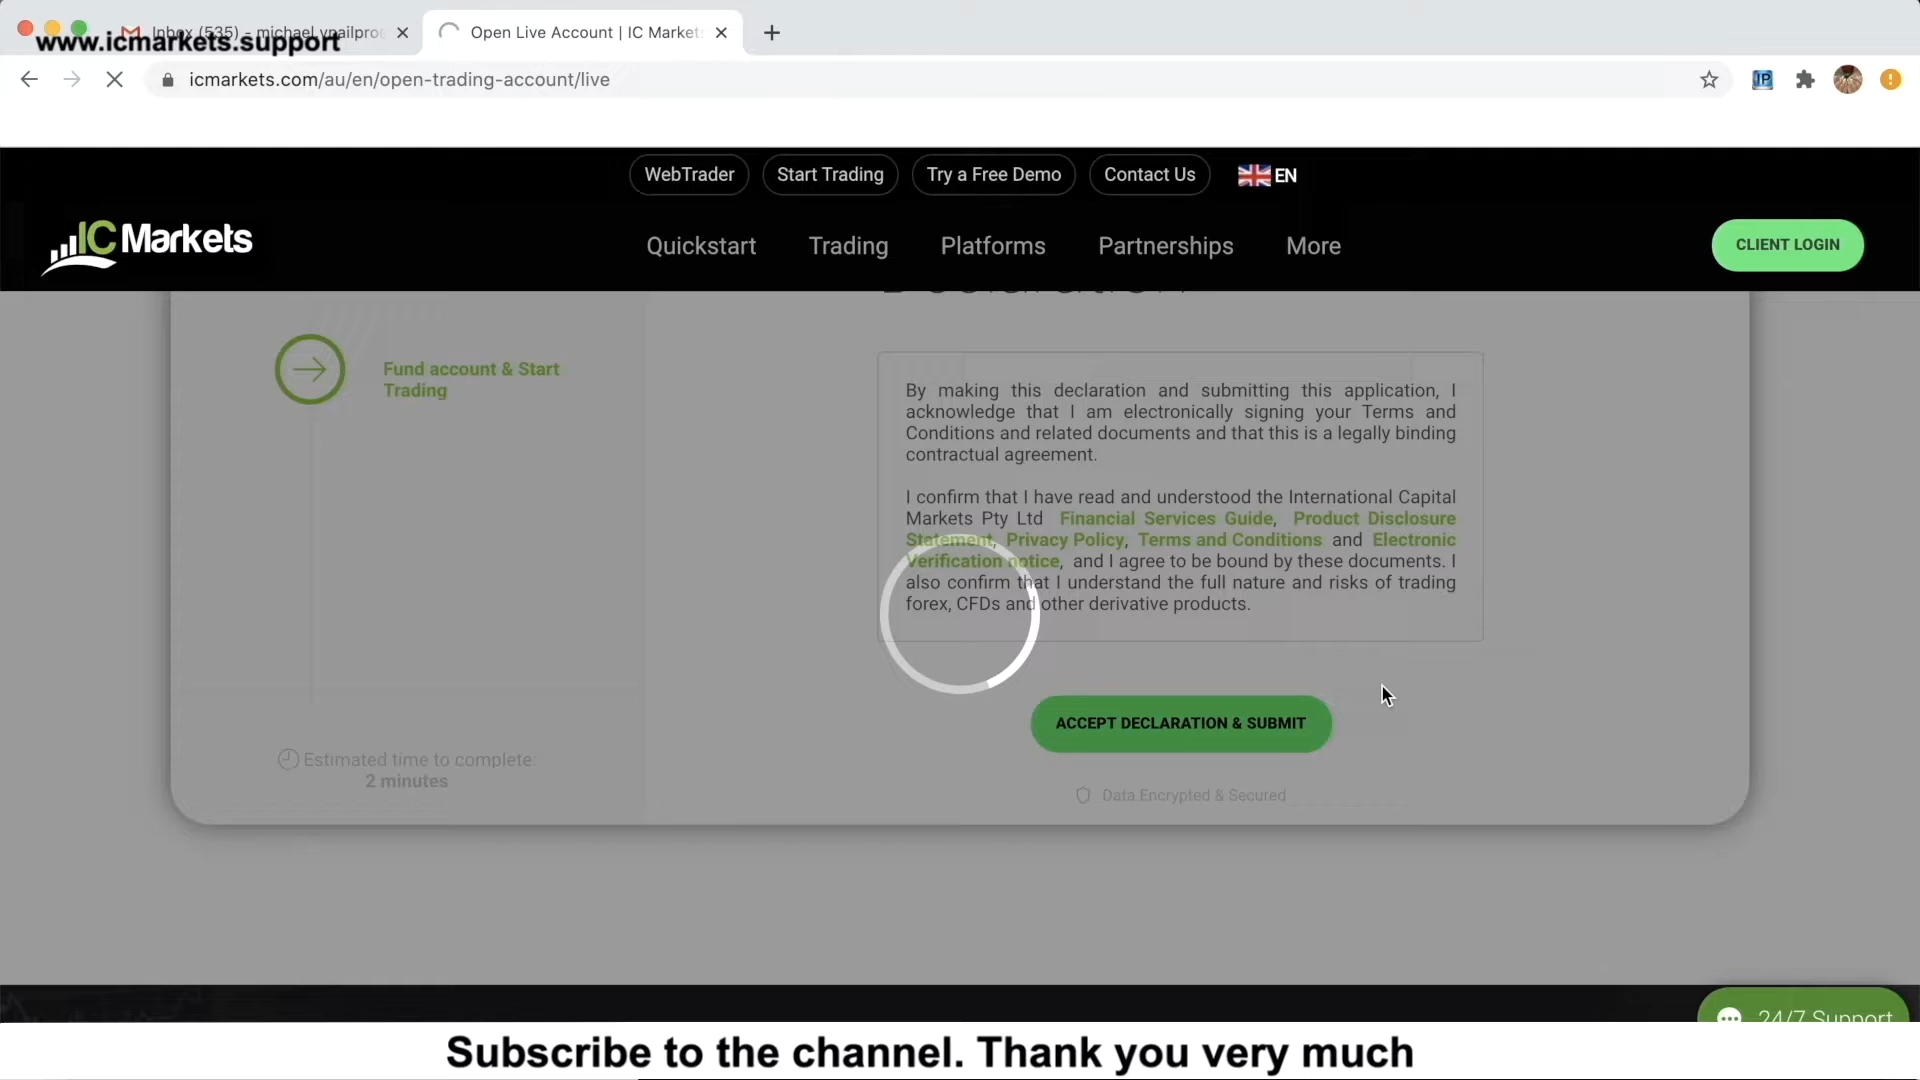 Inbox (535) - michael.vnailpro
www.icmarkets.support
Open Live Account | IC Market
icmarkets.com/au/en/open-trading-account/live
IP
WebTrader
Start Trading
Try a Free Demo
Contact Us
EN
IC Markets
Quickstart
Trading
Platforms
Partnerships
More
CLIENT LOGIN
Fund account & Start
Trading
By making this declaration and submitting this application, I
acknowledge that I am electronically signing your Terms and
Conditions and related documents and that this is a legally binding
contractual agreement.
I confirm that I have read and understood the International Capital
Markets Pty Ltd Financial Services Guide, Product Disclosure
Statement, Privacy Policy, Terms and Conditions and Electronic
Verification notice, and I agree to be bound by these documents. I
also confirm that I understand the full nature and risks of trading
forex, CFDs and other derivative products.
ACCEPT DECLARATION & SUBMIT
Estimated time to complete:
2 minutes
Data Encrypted & Secured
24/7 Support
Subscribe to the channel. Thank you very much